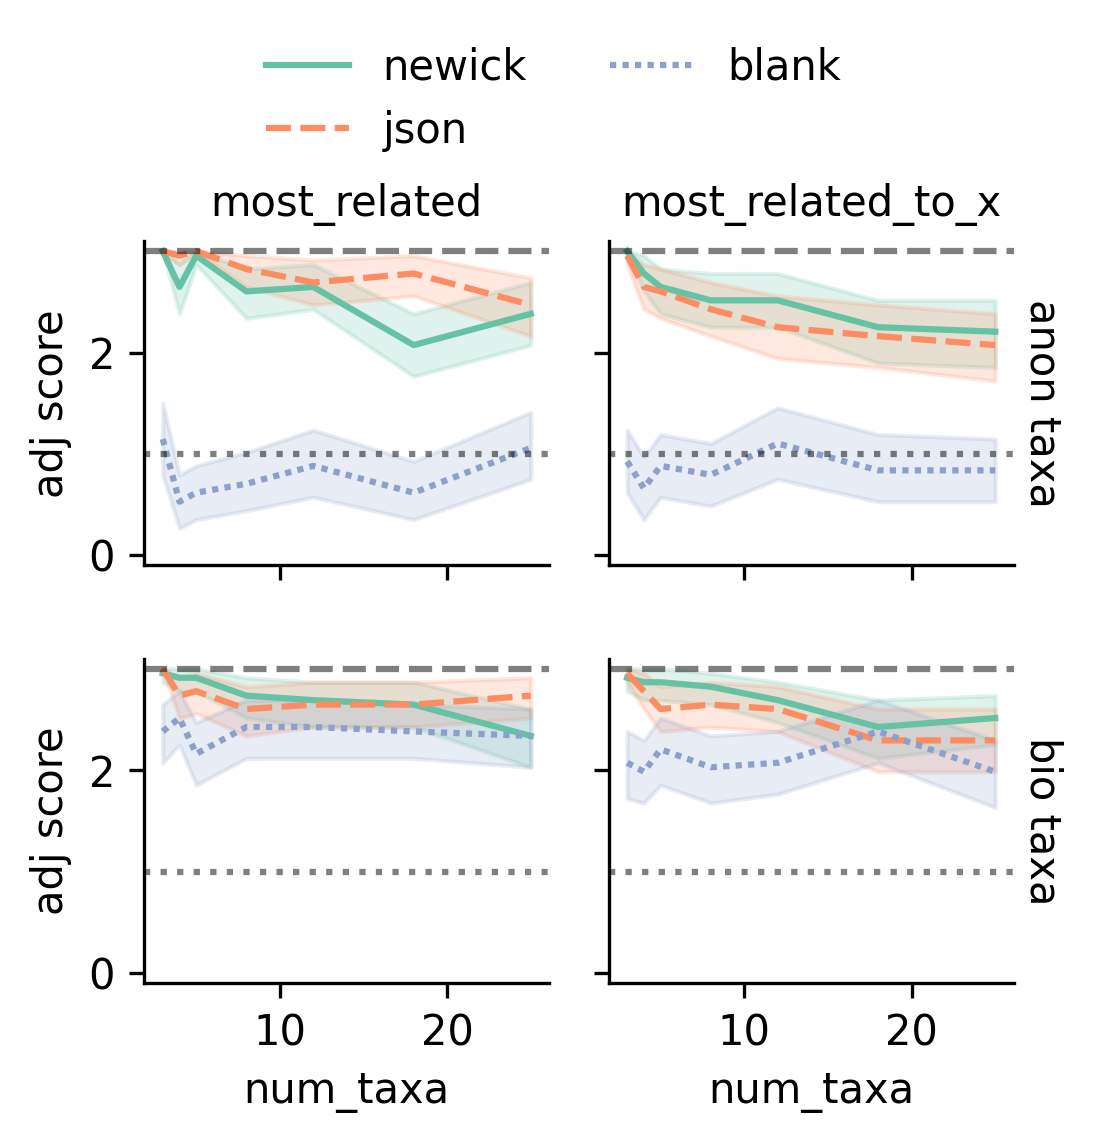 newick
blank
json
most_related
most_related_to_x
adj score
2
0
anon taxa
adj score
2
0
bio taxa
10
20
10
20
num_taxa
num_taxa